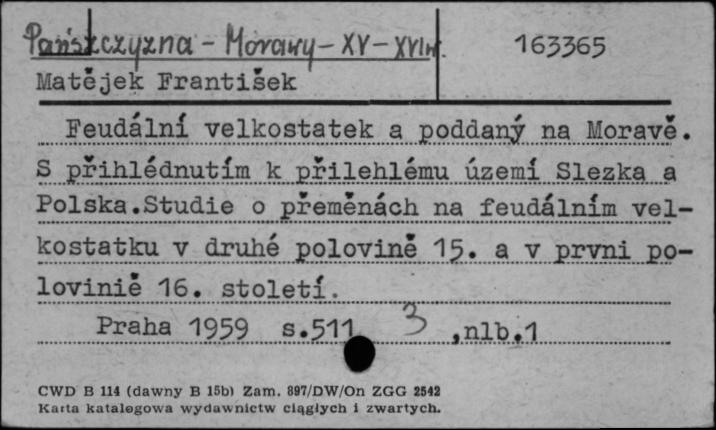 Pańszczyzna - Morawy - XV - XVIw. 163365
Matějek František
Feudální velkostatek a poddaný na Moravě.
S přihlédnutím k přilehlému území Slezka a
Polska.Studie o přeměnách na feudálním vel-
kostatku v druhé polovině 15. a v prvni po-
loviniě 16. století.
Praha 1959 s.511 3 ,nlb.1
CWD B 114 (dawny B 15b) Zam. 897/DW/On ZGG 2542
Karta katalogowa wydawnictw ciągłych i zwartych.